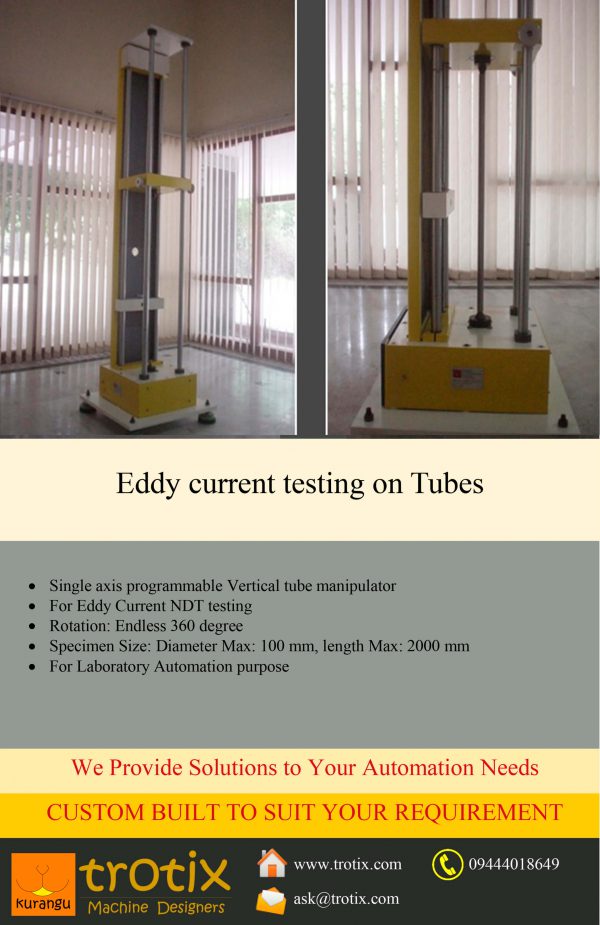 Eddy current testing on Tubes
Single axis programmable Vertical tube manipulator
For Eddy Current NDT testing
Rotation: Endless 360 degree
Specimen Size: Diameter Max: 100 mm, length Max: 2000 mm
For Laboratory Automation purpose
We Provide Solutions to Your Automation Needs
CUSTOM BUILT TO SUIT YOUR REQUIREMENT
kurangu
trotix
Machine Designers
www.trotix.com
09444018649
ask@trotix.com